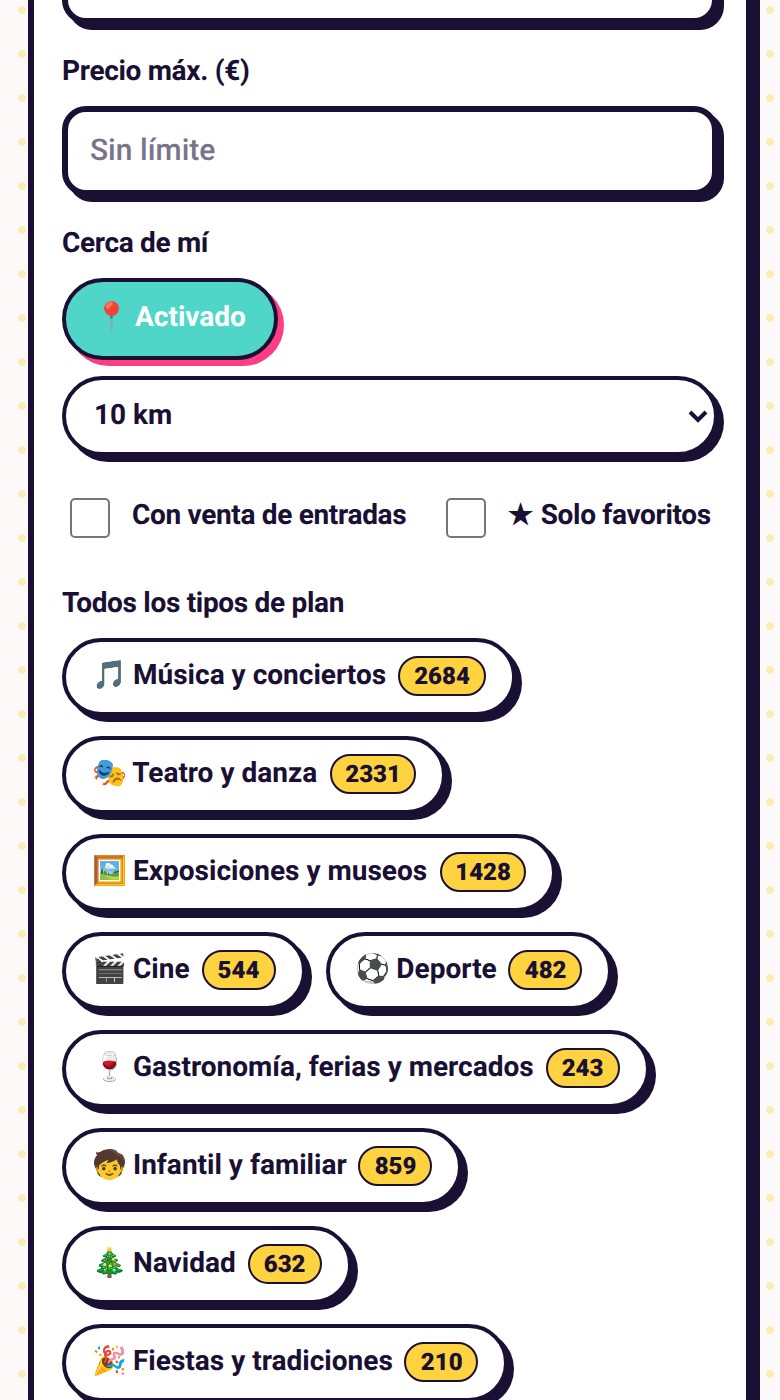 Precio máx. (€)
Sin límite
Cerca de mí
📍 Activado
10 km
Con venta de entradas ★ Solo favoritos
Todos los tipos de plan
🎵 Música y conciertos 2684
🎭 Teatro y danza 2331
🖼️ Exposiciones y museos 1428
🎬 Cine 544 ⚽ Deporte 482
🍷 Gastronomía, ferias y mercados 243
🧒 Infantil y familiar 859
🎄 Navidad 632
🎉 Fiestas y tradiciones 210